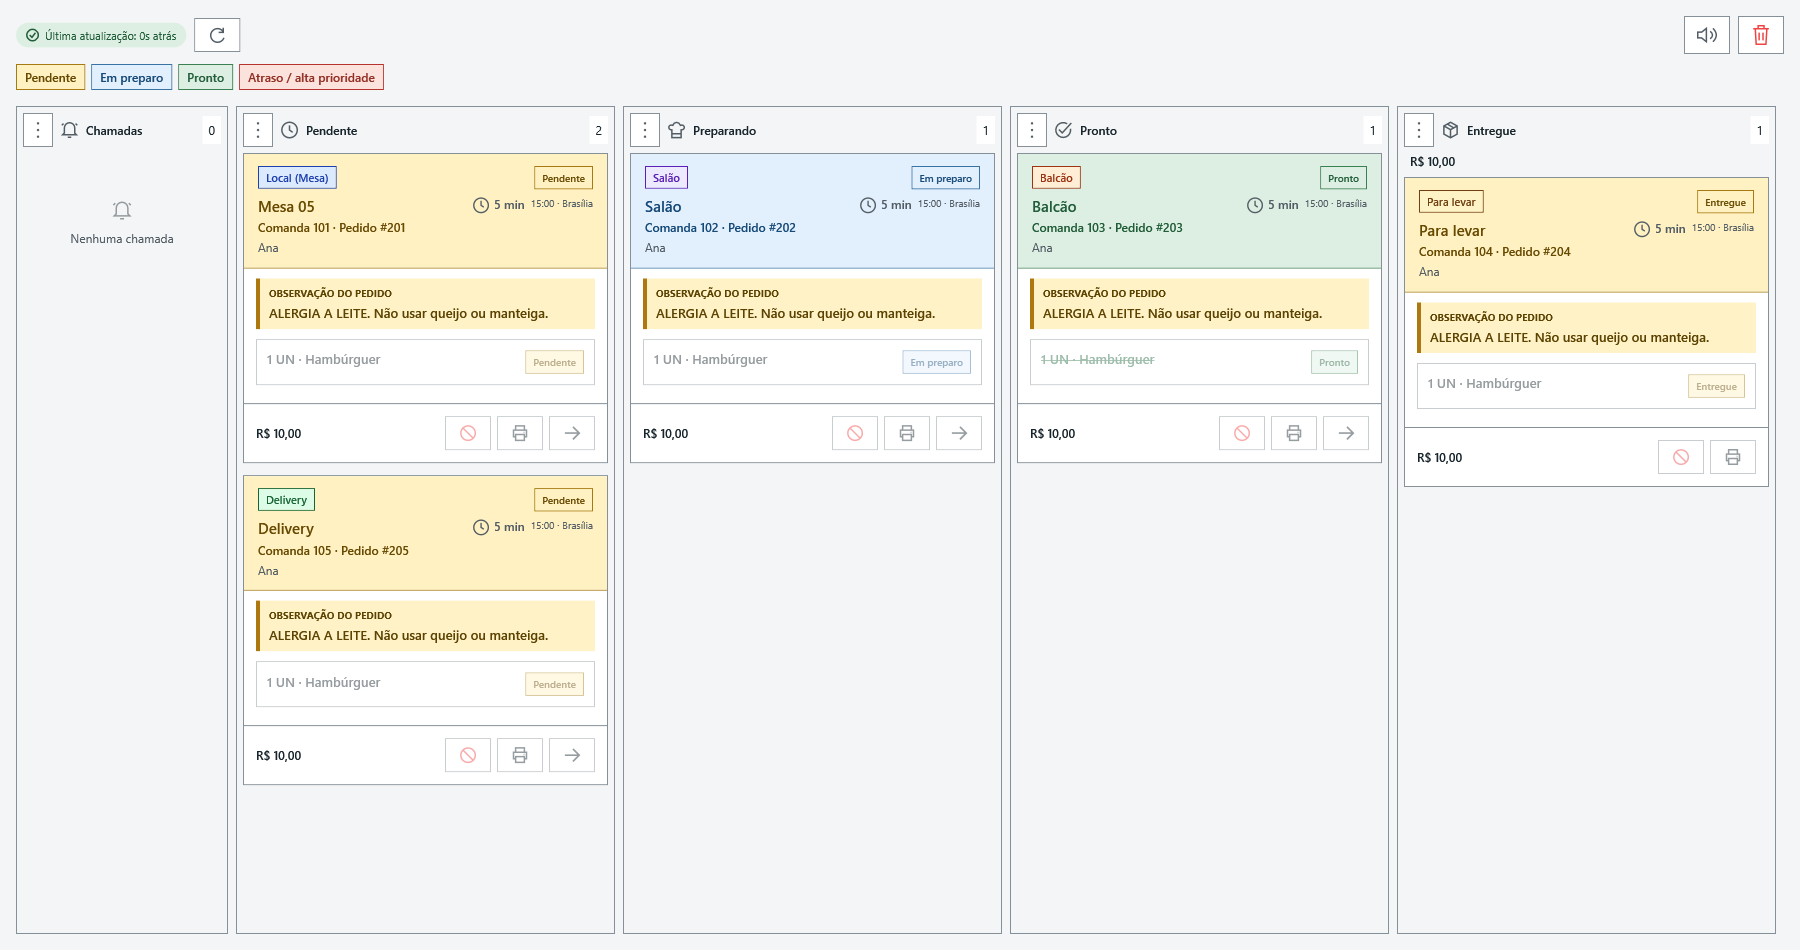 Última atualização: 0s atrás
Pendente
Em preparo
Pronto
Atraso / alta prioridade
Chamadas
0
Nenhuma chamada
Pendente
2
Local (Mesa)
Pendente
Mesa 05
5 min
15:00 · Brasília
Comanda 101 · Pedido #201
Ana
OBSERVAÇÃO DO PEDIDO
ALERGIA A LEITE. Não usar queijo ou manteiga.
1 UN · Hambúrguer
Pendente
R$ 10,00
Delivery
Pendente
Delivery
5 min
15:00 · Brasília
Comanda 105 · Pedido #205
Ana
OBSERVAÇÃO DO PEDIDO
ALERGIA A LEITE. Não usar queijo ou manteiga.
1 UN · Hambúrguer
Pendente
R$ 10,00
Preparando
1
Salão
Em preparo
Salão
5 min
15:00 · Brasília
Comanda 102 · Pedido #202
Ana
OBSERVAÇÃO DO PEDIDO
ALERGIA A LEITE. Não usar queijo ou manteiga.
1 UN · Hambúrguer
Em preparo
R$ 10,00
Pronto
1
Balcão
Pronto
Balcão
5 min
15:00 · Brasília
Comanda 103 · Pedido #203
Ana
OBSERVAÇÃO DO PEDIDO
ALERGIA A LEITE. Não usar queijo ou manteiga.
1 UN · Hambúrguer
Pronto
R$ 10,00
Entregue
1
R$ 10,00
Para levar
Entregue
Para levar
5 min
15:00 · Brasília
Comanda 104 · Pedido #204
Ana
OBSERVAÇÃO DO PEDIDO
ALERGIA A LEITE. Não usar queijo ou manteiga.
1 UN · Hambúrguer
Entregue
R$ 10,00